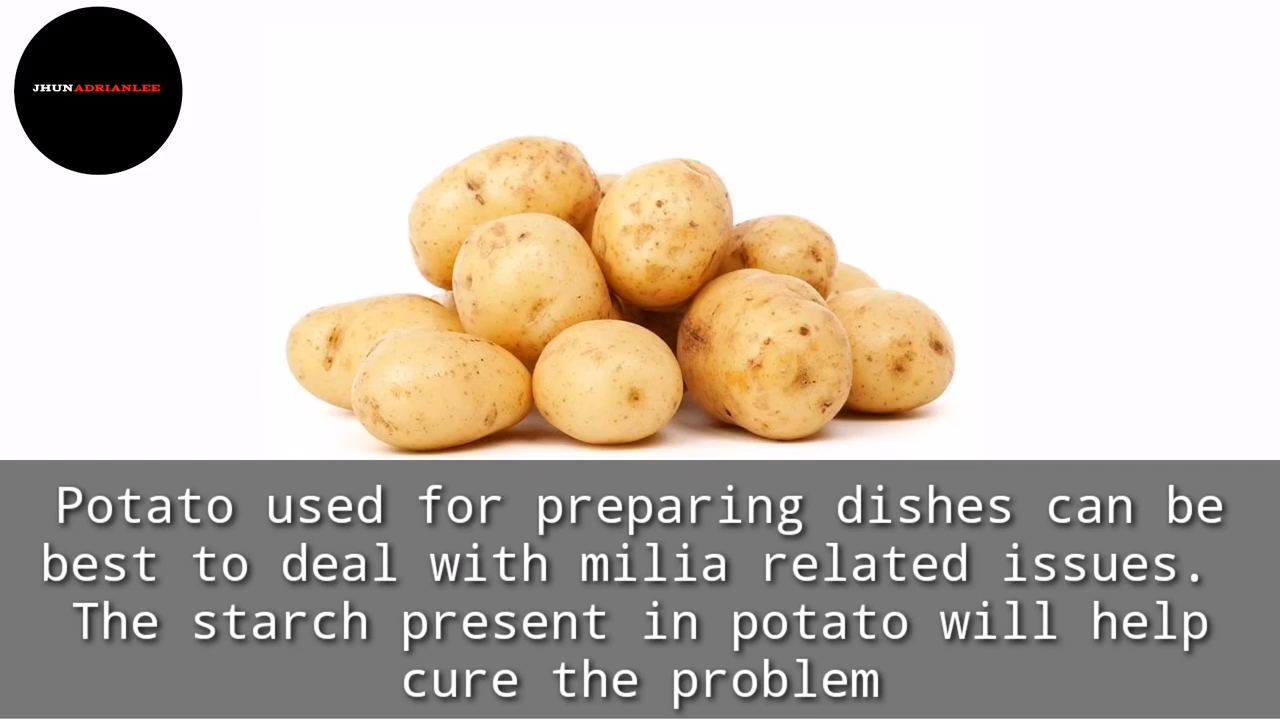 JHUNADRIANLEE
Potato used for preparing dishes can be
best to deal with milia related issues.
The starch present in potato will help
cure the problem